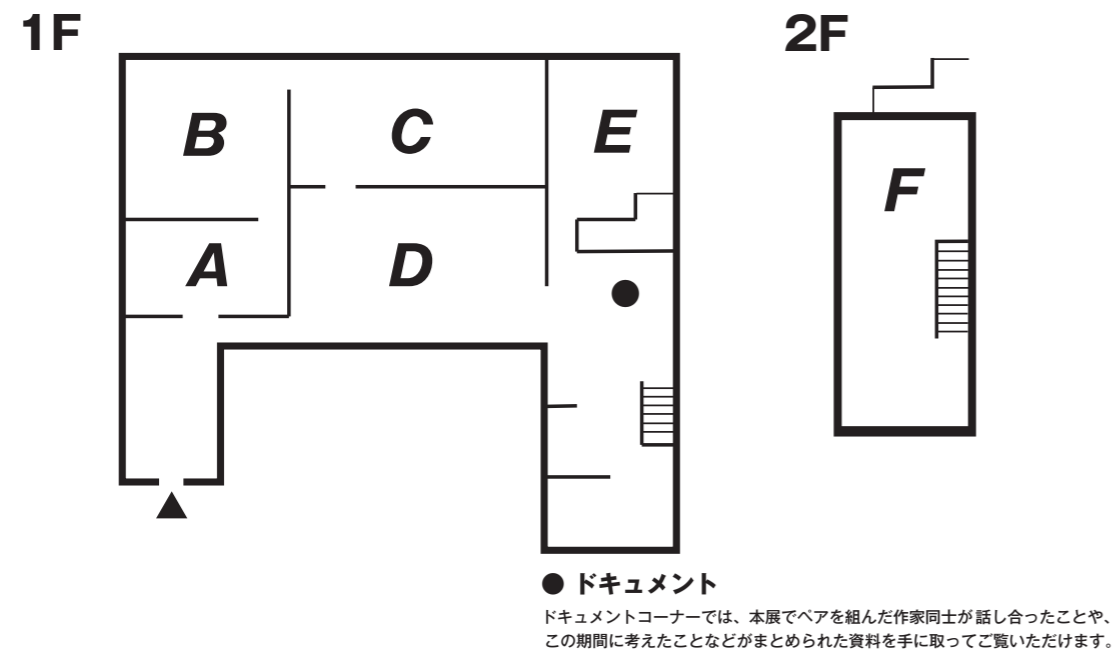 1F
2F
B
C
E
F
A
D
● ドキュメント
ドキュメントコーナーでは、本展でペアを組んだ作家同士が話し合ったことや、
この期間に考えたことなどがまとめられた資料を手に取ってご覧いただけます。